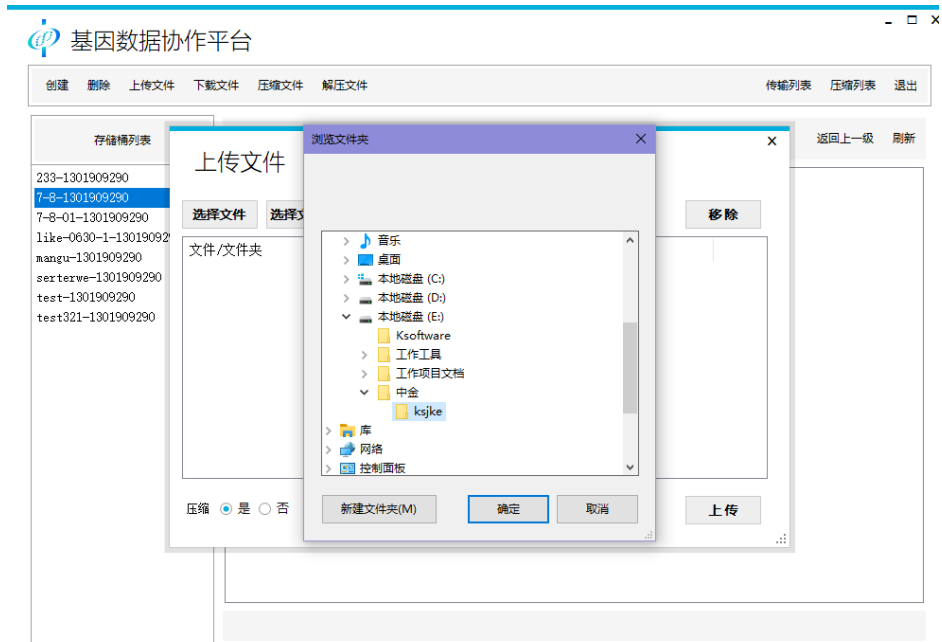 基因数据协作平台
创建 删除 上传文件 下载文件 压缩文件 解压文件 传输列表 压缩列表 退出
存储桶列表
返回上一级 刷新
233-1301909290
7-8-1301909290
7-8-01-1301909290
like-0630-1-13019092
mangu-1301909290
serterwe-1301909290
test-1301909290
test321-1301909290
上传文件
选择文件 选择 移除
文件/文件夹
压缩 是 否 上传
浏览文件夹
音乐
桌面
本地磁盘 (C:)
本地磁盘 (D:)
本地磁盘 (E:)
Ksoftware
工作工具
工作项目文档
中金
ksjke
库
网络
控制面板
新建文件夹(M) 确定 取消